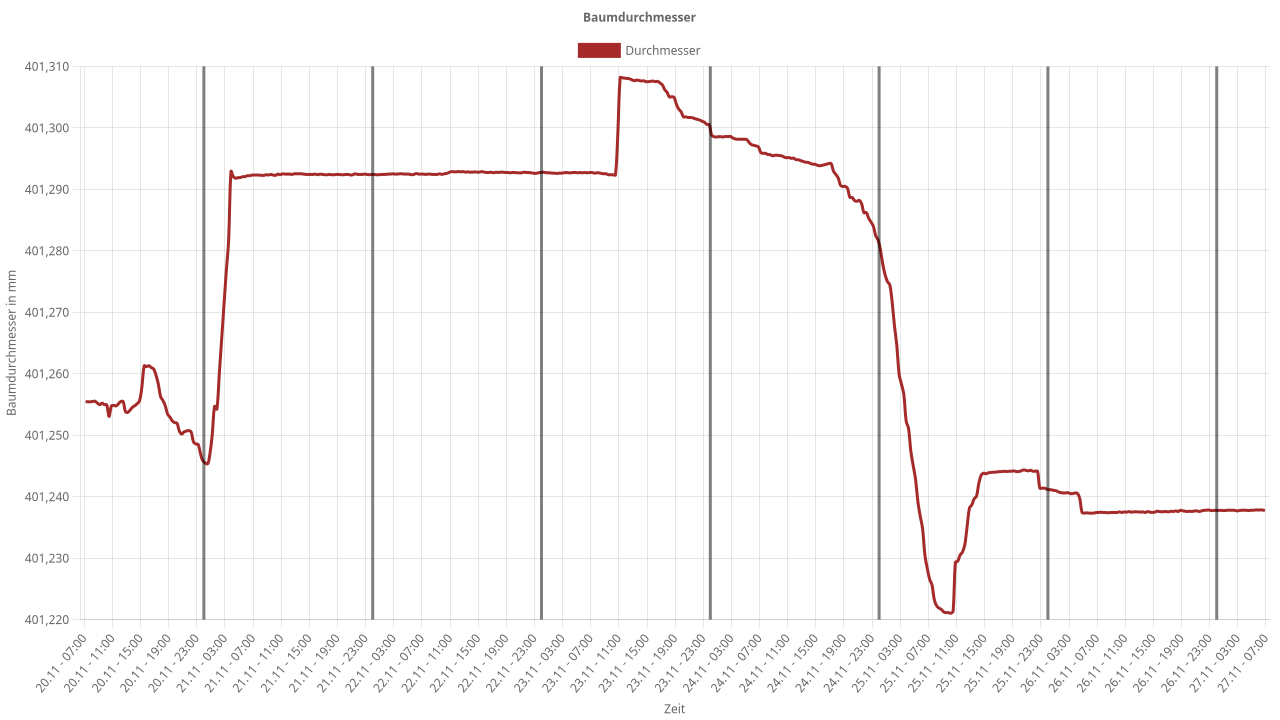 Baumdurchmesser
Durchmesser
Baumdurchmesser in mm
401,310
401,300
401,290
401,280
401,270
401,260
401,250
401,240
401,230
401,220
20.11 - 07:00
20.11 - 11:00
20.11 - 15:00
20.11 - 19:00
20.11 - 23:00
21.11 - 03:00
21.11 - 07:00
21.11 - 11:00
21.11 - 15:00
21.11 - 19:00
21.11 - 23:00
22.11 - 03:00
22.11 - 07:00
22.11 - 11:00
22.11 - 15:00
22.11 - 19:00
22.11 - 23:00
23.11 - 03:00
23.11 - 07:00
23.11 - 11:00
23.11 - 15:00
23.11 - 19:00
23.11 - 23:00
24.11 - 03:00
24.11 - 07:00
24.11 - 11:00
24.11 - 15:00
24.11 - 19:00
24.11 - 23:00
25.11 - 03:00
25.11 - 07:00
25.11 - 11:00
25.11 - 15:00
25.11 - 19:00
25.11 - 23:00
26.11 - 03:00
26.11 - 07:00
26.11 - 11:00
26.11 - 15:00
26.11 - 19:00
26.11 - 23:00
27.11 - 03:00
27.11 - 07:00
Zeit